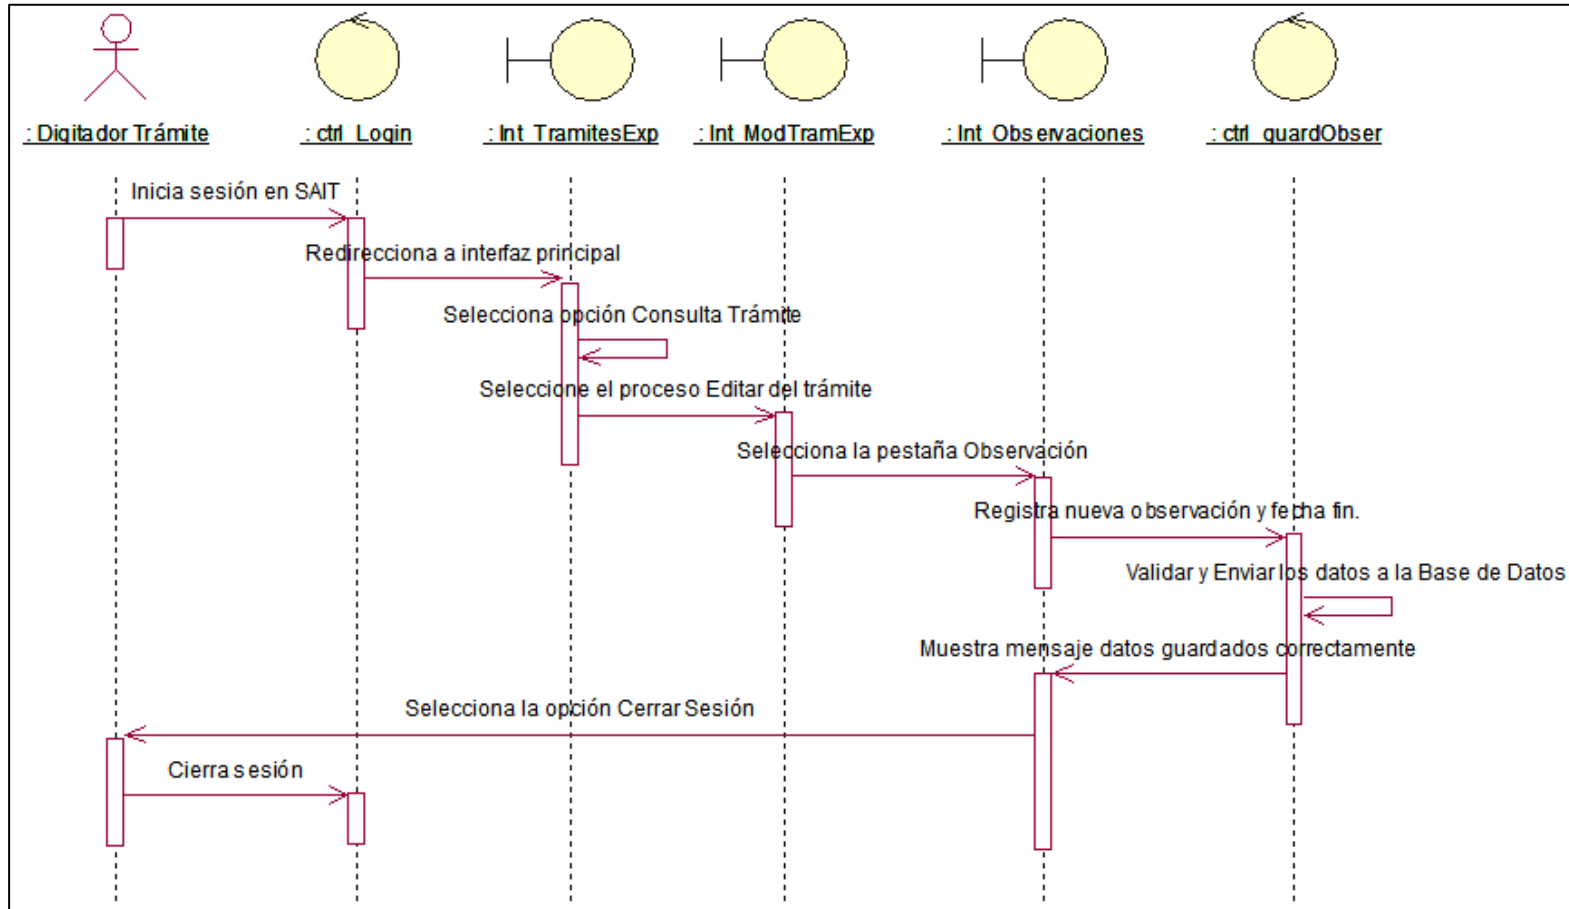 : Digitador Trámite
: ctrl_Login
: Int_TramitesExp
: Int_ModTramExp
: Int_Observaciones
: ctrl_guardObser
Inicia sesión en SAIT
Redirecciona a interfaz principal
Selecciona opción Consulta Trámite
Seleccione el proceso Editar del trámite
Selecciona la pestaña Observación
Registra nueva observación y fecha fin.
Validar y Enviar los datos a la Base de Datos
Muestra mensaje datos guardados correctamente
Selecciona la opción Cerrar Sesión
Cierra sesión